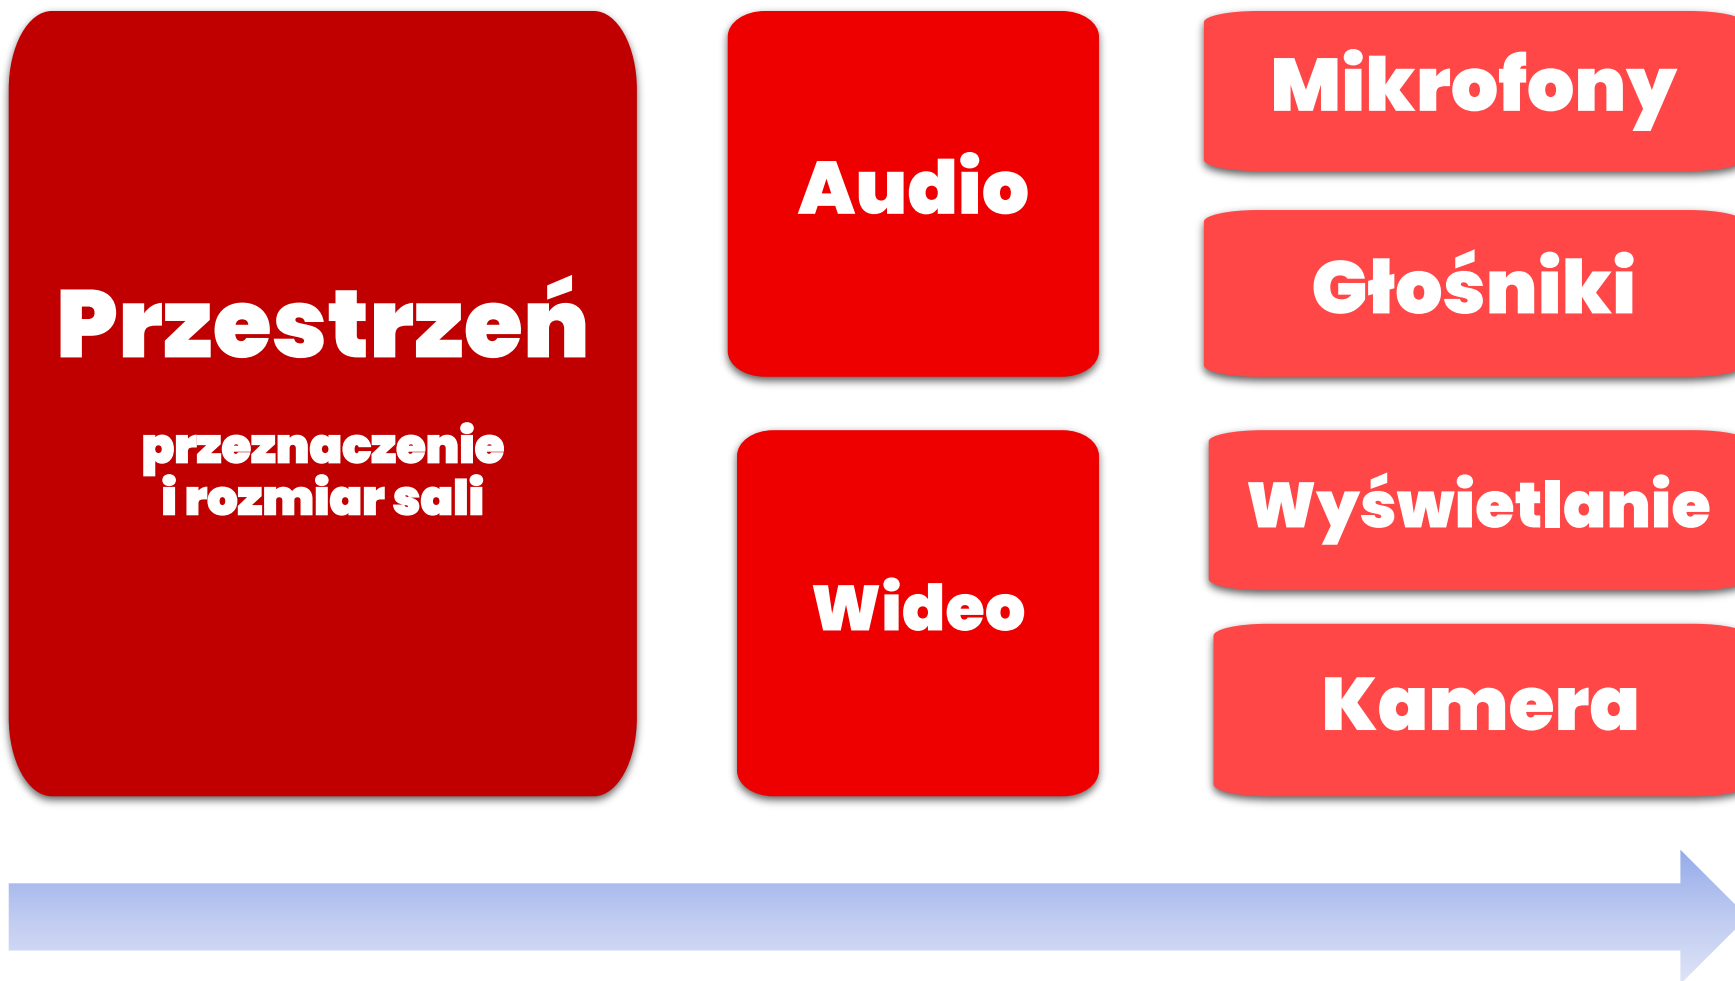 Przestrzeń
przeznaczenie
i rozmiar sali
Audio
Wideo
Mikrofony
Głośniki
Wyświetlanie
Kamera